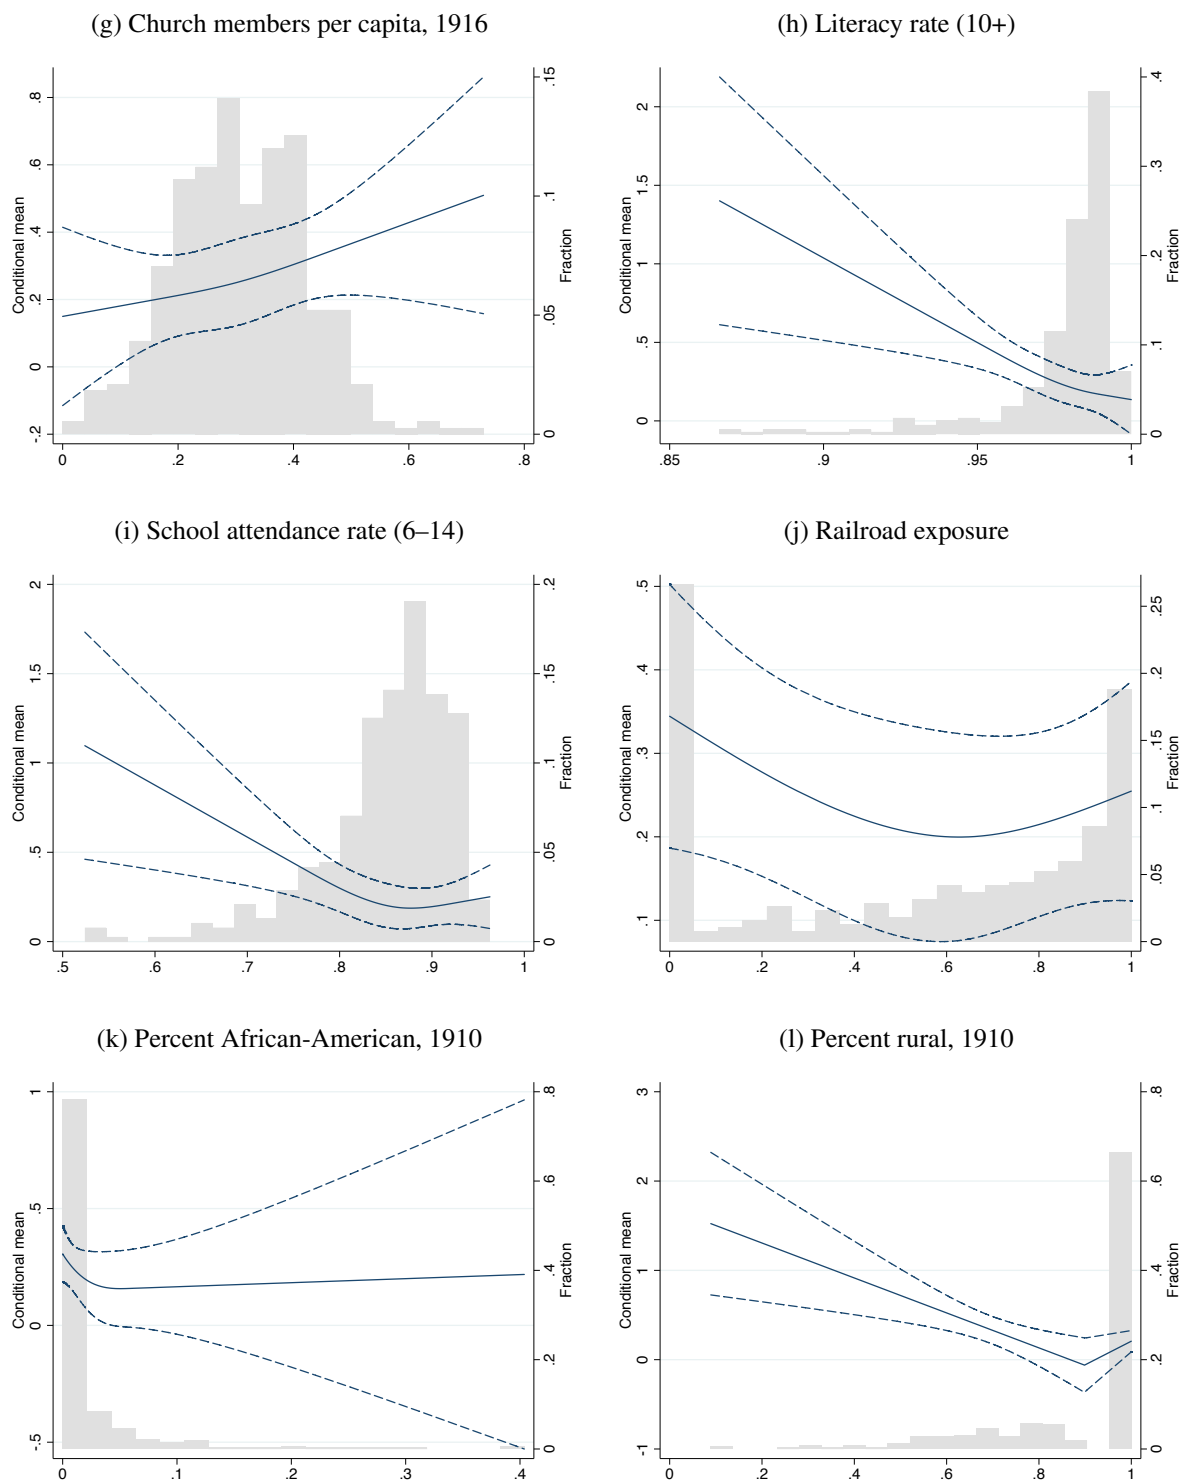 (g) Church members per capita, 1916
(h) Literacy rate (10+)
Conditional mean
-.2 0 .2 .4 .6 .8
Fraction
0 .05 .1 .15
0 .2 .4 .6 .8
Conditional mean
0 .5 1 1.5 2
Fraction
0 .1 .2 .3 .4
.85 .9 .95 1
(i) School attendance rate (6–14)
(j) Railroad exposure
Conditional mean
0 .5 1 1.5 2
Fraction
0 .05 .1 .15 .2
.5 .6 .7 .8 .9 1
Conditional mean
.1 .2 .3 .4 .5
Fraction
0 .05 .1 .15 .2 .25
0 .2 .4 .6 .8 1
(k) Percent African-American, 1910
(l) Percent rural, 1910
Conditional mean
-.5 0 .5 1
Fraction
0 .2 .4 .6 .8
0 .1 .2 .3 .4
Conditional mean
-1 0 1 2 3
Fraction
0 .2 .4 .6 .8
0 .2 .4 .6 .8 1